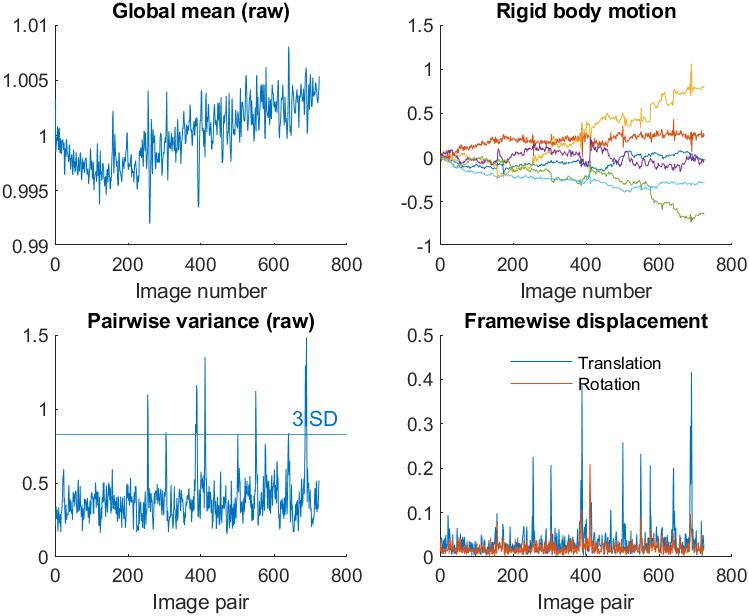 Global mean (raw)
1.01
1.005
1
0.995
0.99
0 200 400 600 800
Image number
Rigid body motion
1.5
1
0.5
0
-0.5
-1
0 200 400 600 800
Image number
Pairwise variance (raw)
1.5
1
0.5
0
3 SD
0 200 400 600 800
Image pair
Framewise displacement
0.5
0.4
0.3
0.2
0.1
0
Translation
Rotation
0 200 400 600 800
Image pair